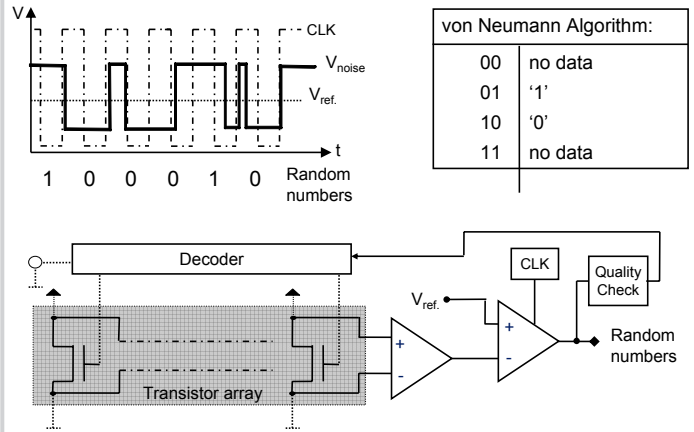 V
CLK
V_noise
V_ref.
t
1 0 0 0 1 0 Random numbers
von Neumann Algorithm:
00 no data
01 ‘1’
10 ‘0’
11 no data
Decoder
CLK
Quality
Check
V_ref.
+
-
+
-
Random
numbers
Transistor array